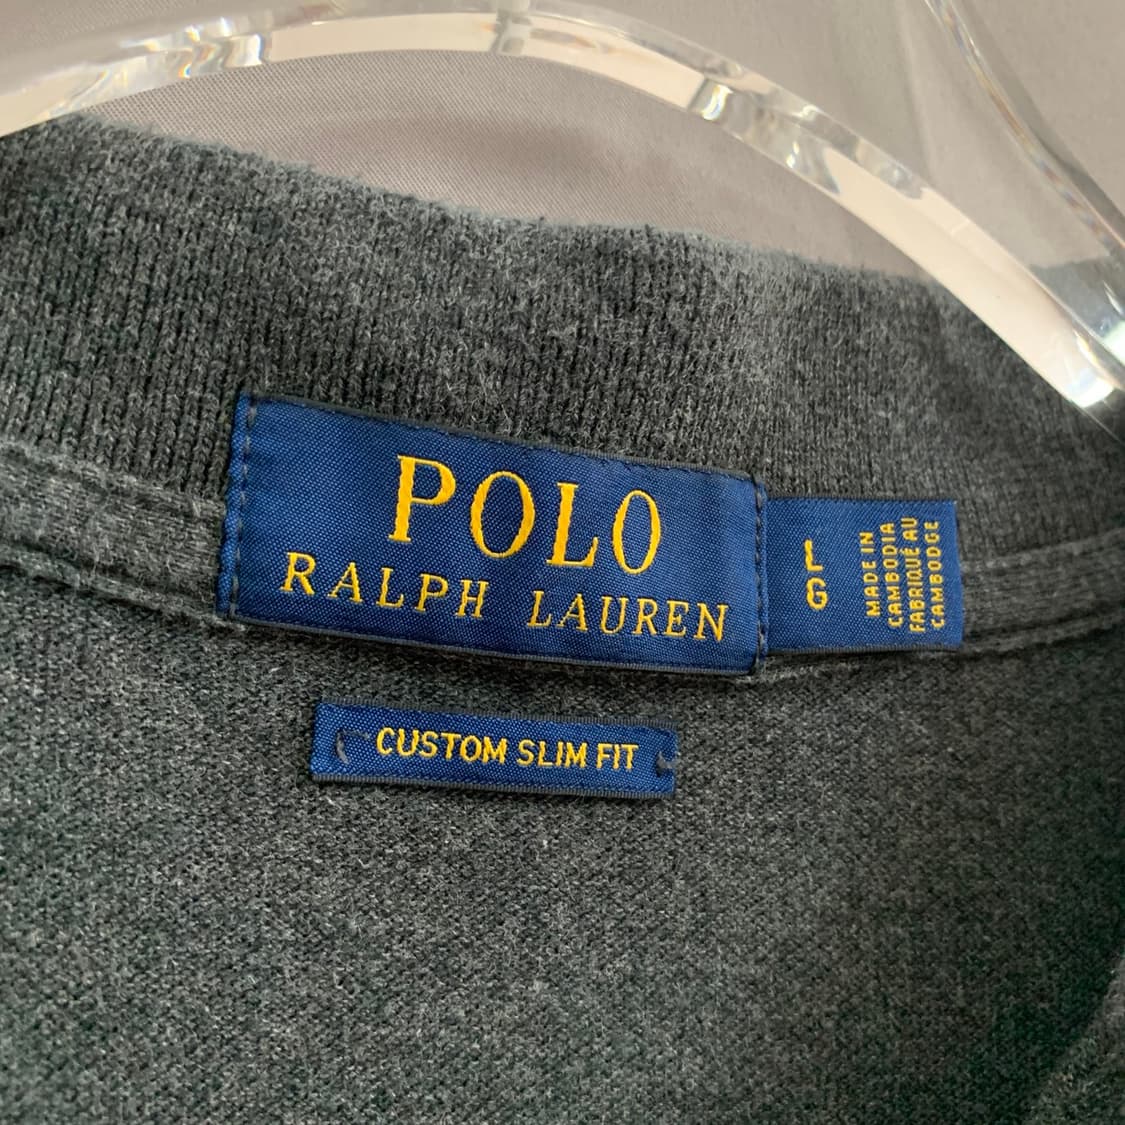 POLO
RALPH LAUREN
L
G
MADE IN
CAMBODIA
FABRIQUÉ AU
CAMBODGE
CUSTOM SLIM FIT